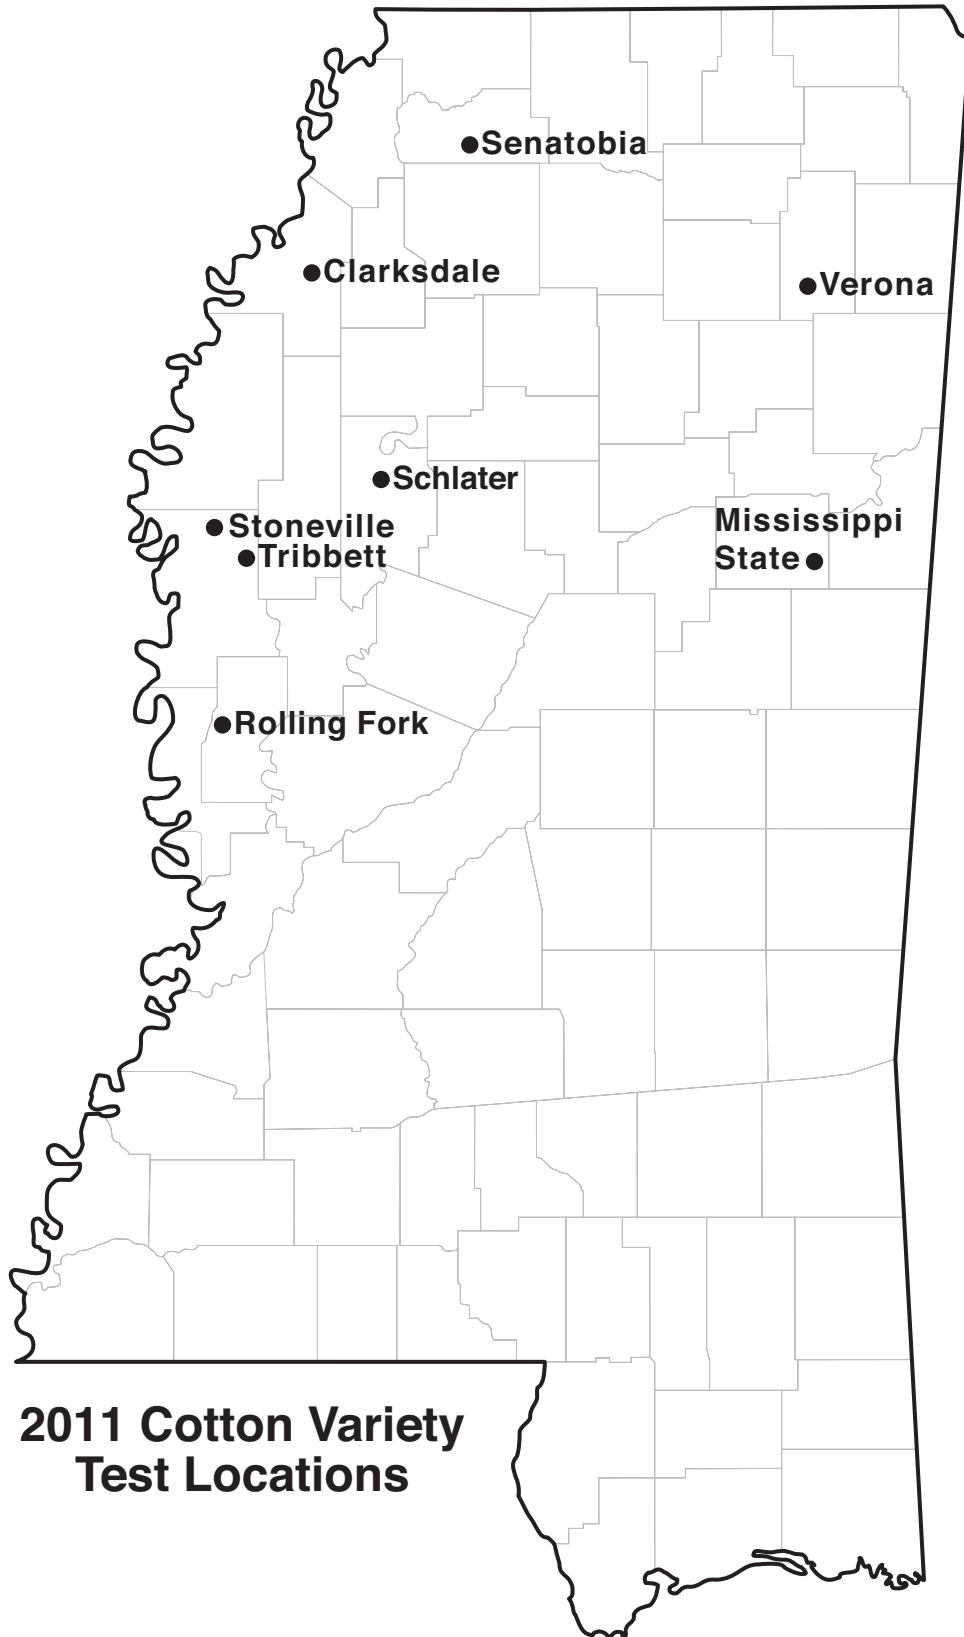 Senatobia
Clarksdale
Verona
Schlater
Stoneville
Mississippi
Tribbett
State
Rolling Fork
2011 Cotton Variety
Test Locations